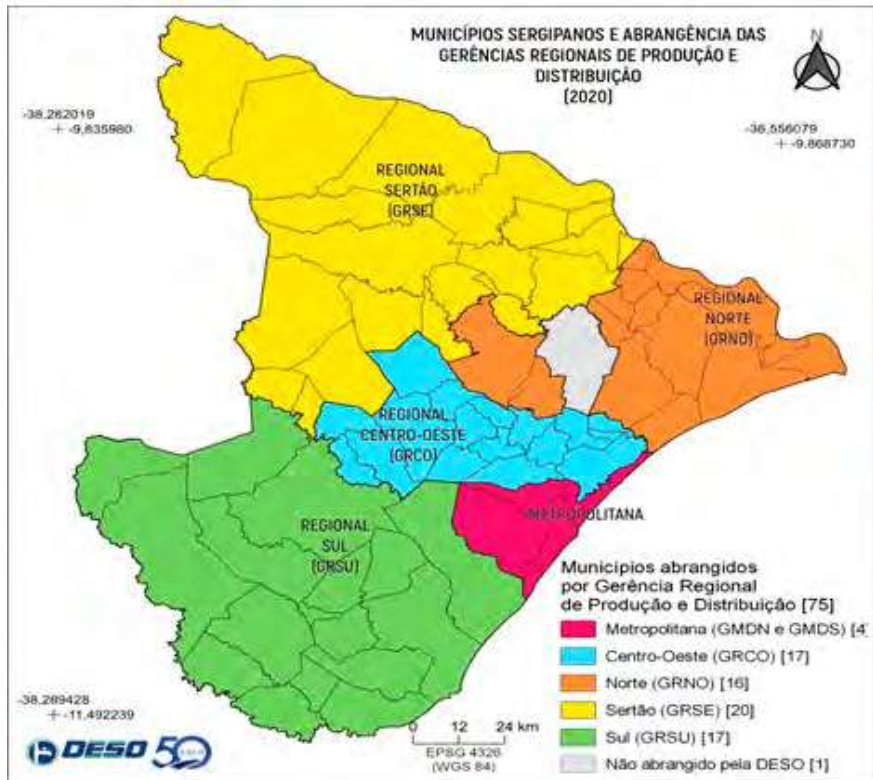 MUNICÍPIOS SERGIPANOS E ABRANGÊNCIA DAS
GERÊNCIAS REGIONAIS DE PRODUÇÃO E
DISTRIBUIÇÃO
(2020)
N
-38,262019
-9,835980
-36,556079
-9,868730
REGIONAL
SERTÃO
(GRSE)
REGIONAL
NORTE
(GRNO)
REGIONAL
CENTRO-OESTE
(GRCO)
METROPOLITANA
REGIONAL
SUL
(GRSU)
Municípios abrangidos
por Gerência Regional
de Produção e Distribuição [75]
Metropolitana (GMDN e GMDS) [4
Centro-Oeste (GRCO) [17]
Norte (GRNO) [16]
Sertão (GRSE) [20]
Sul (GRSU) [17]
Não abrangido pela DESO [1]
-38,289428
-11,492239
0 12 24 km
EPSG 4326
(WGS 84)
DESO 50